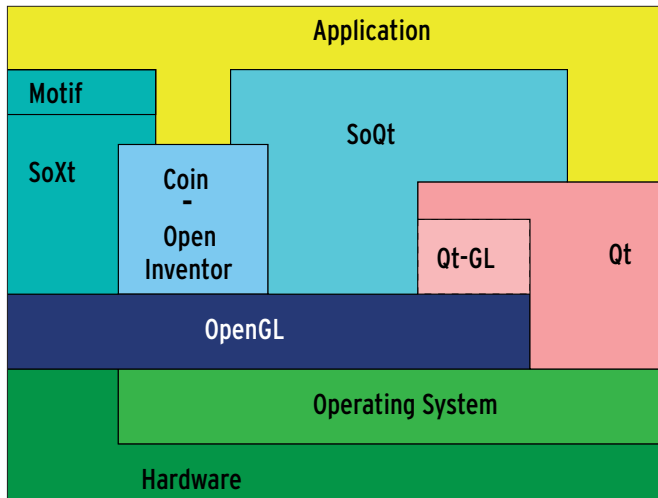 Application
Motif
SoQt
SoXt
Coin
-
Open
Inventor
Qt-GL
Qt
OpenGL
Operating System
Hardware